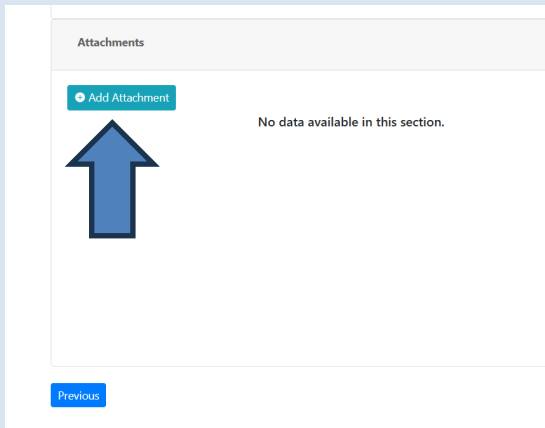 Attachments
Add Attachment
No data available in this section.
Previous